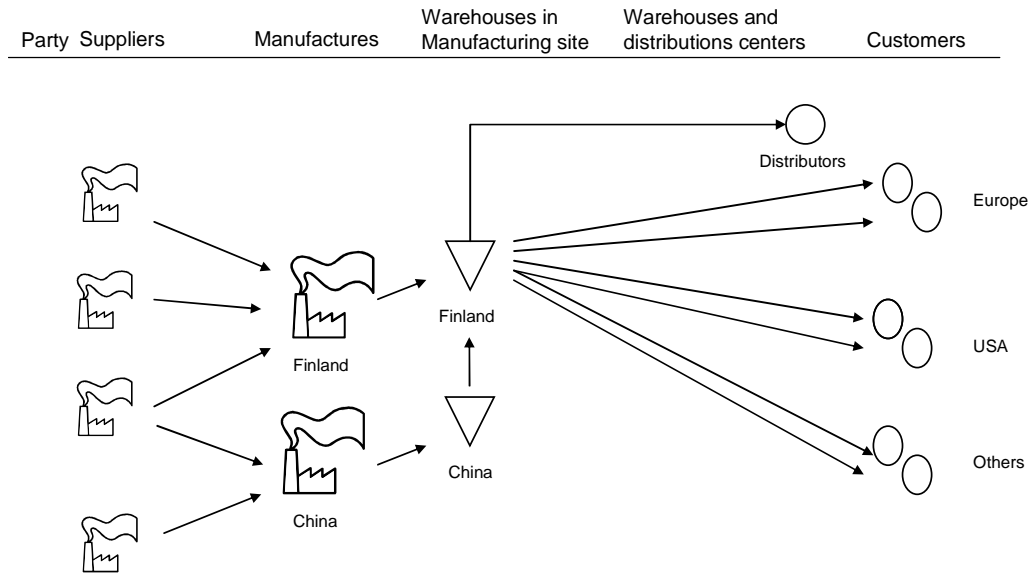 Party Suppliers Manufactures Warehouses in Manufacturing site Warehouses and distributions centers Customers
Distributors
Europe
Finland
USA
Finland
China
Others
China